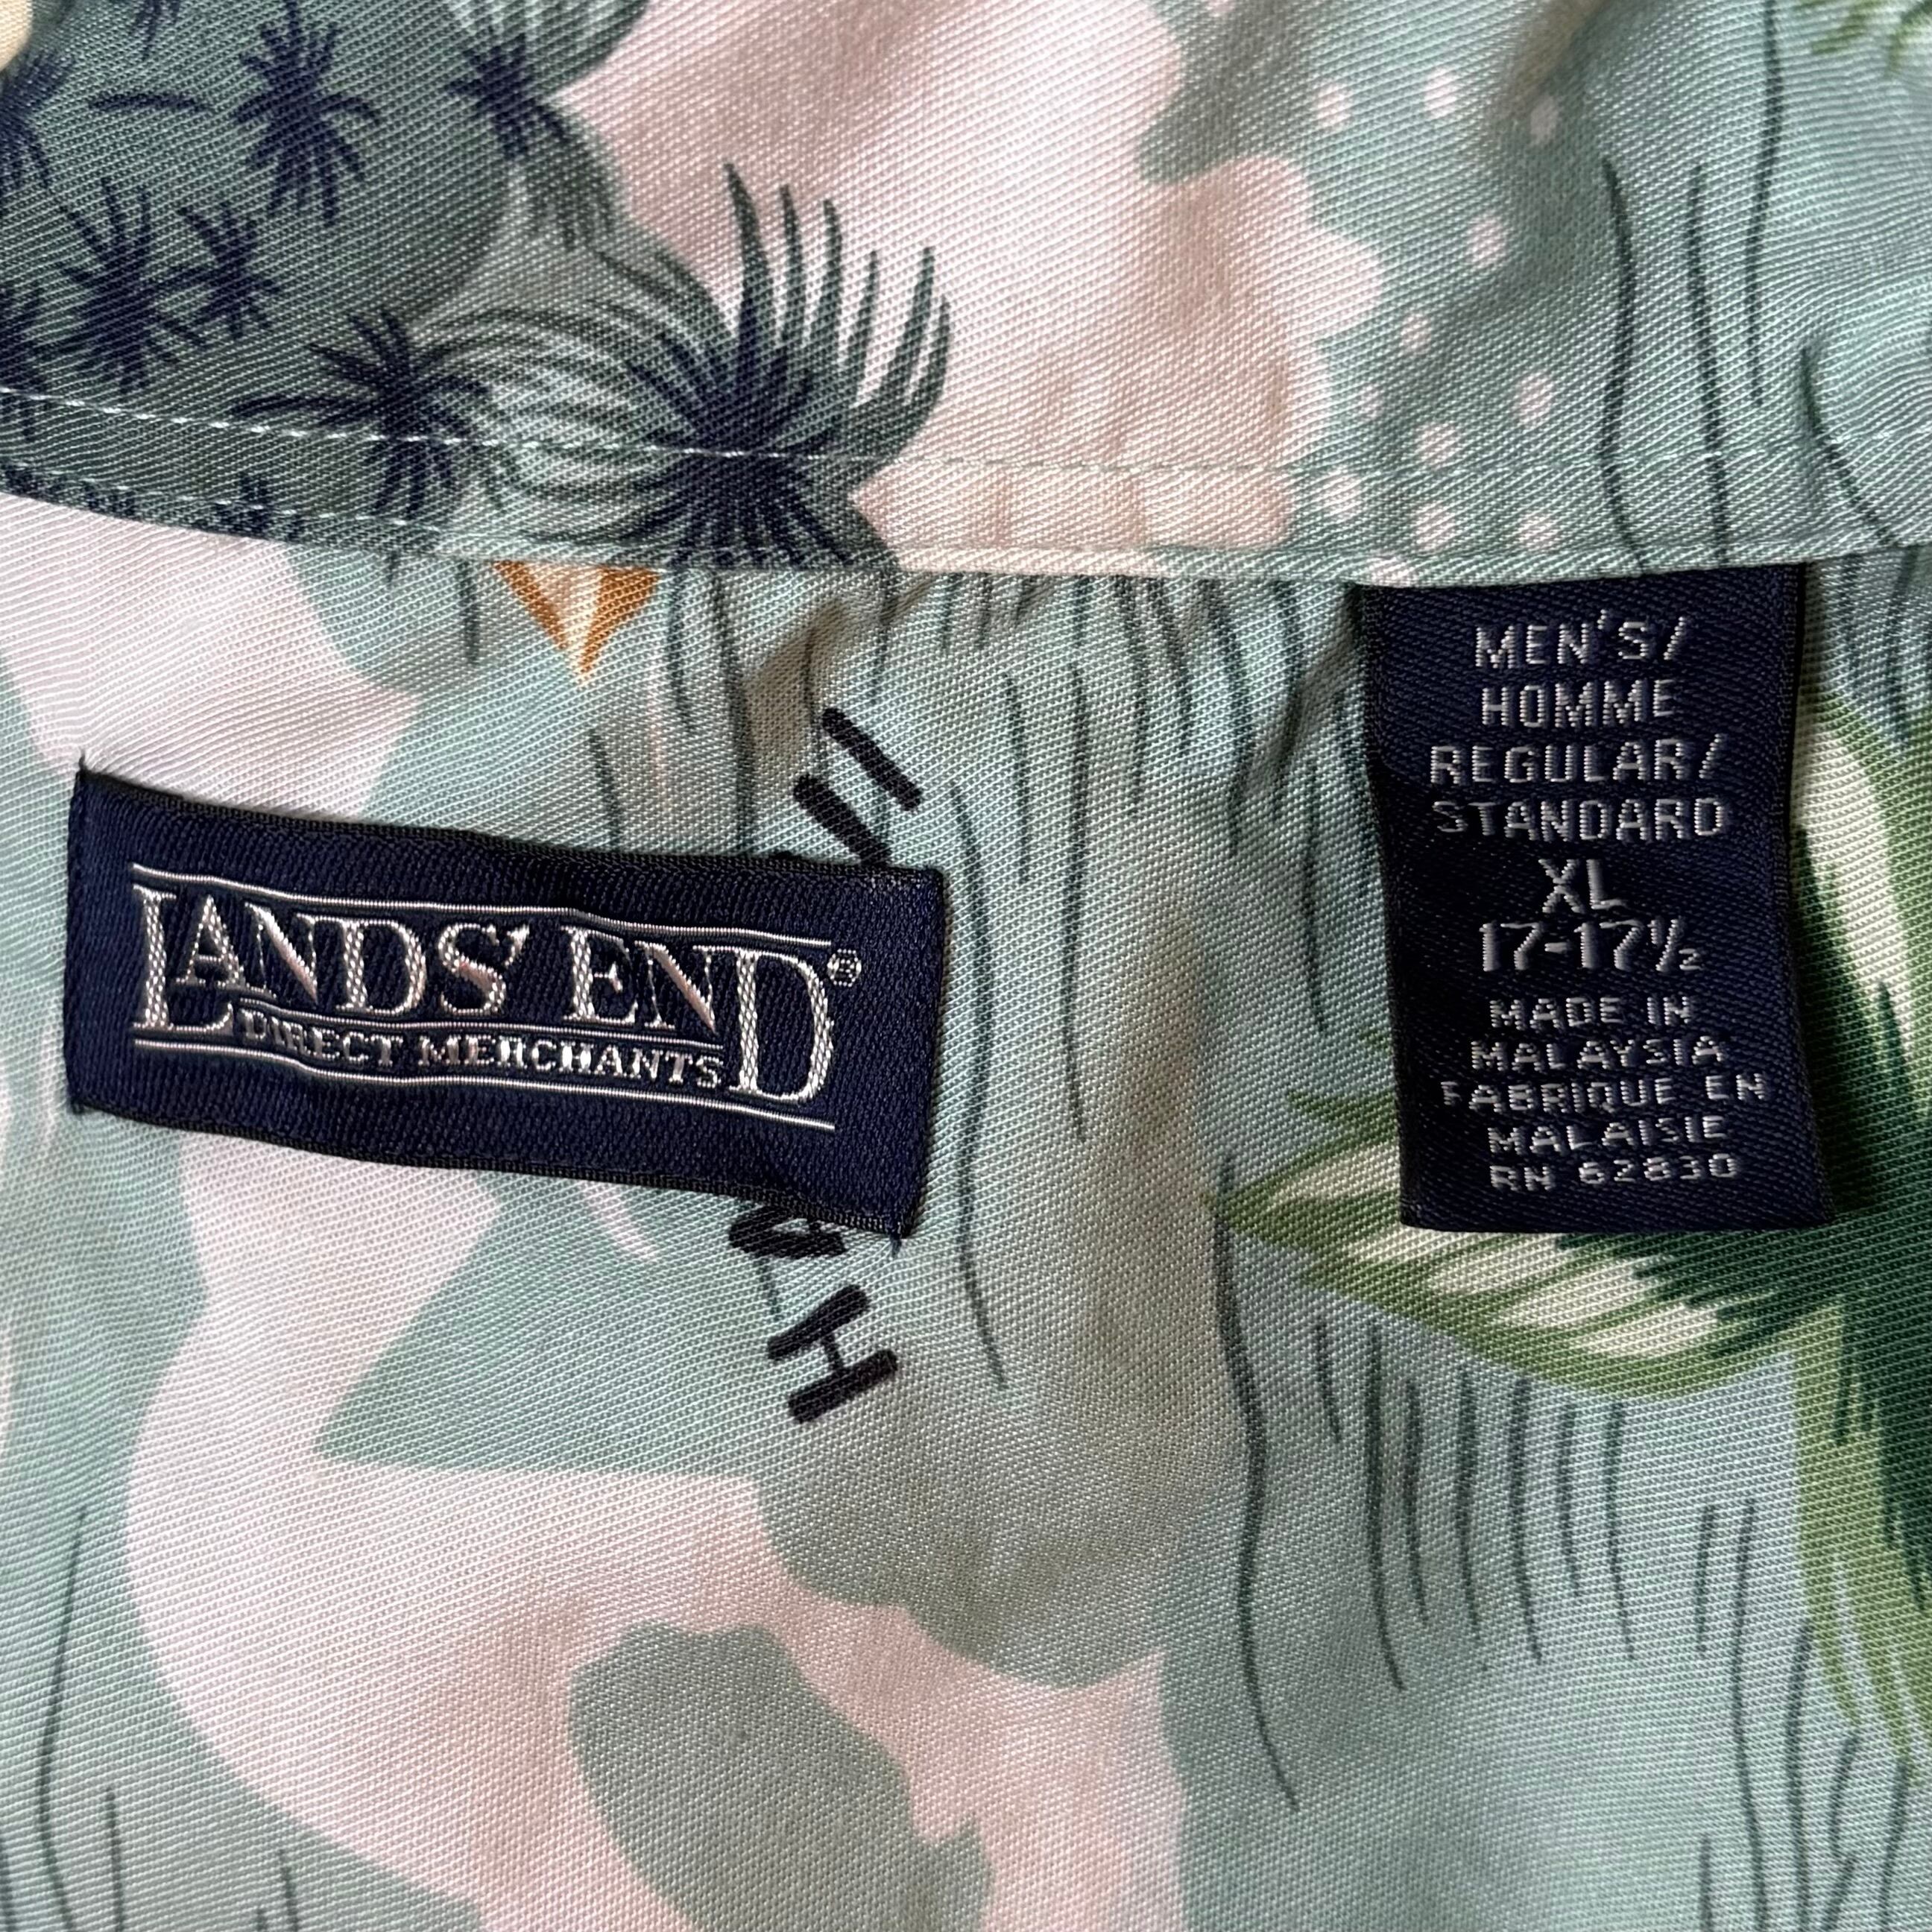 LANDS' END®
DIRECT MERCHANTS
MEN'S/
HOMME
REGULAR/
STANDARD
XL
17-17½
MADE IN
MALAYSIA
FABRIQUE EN
MALAISIE
RN 62830